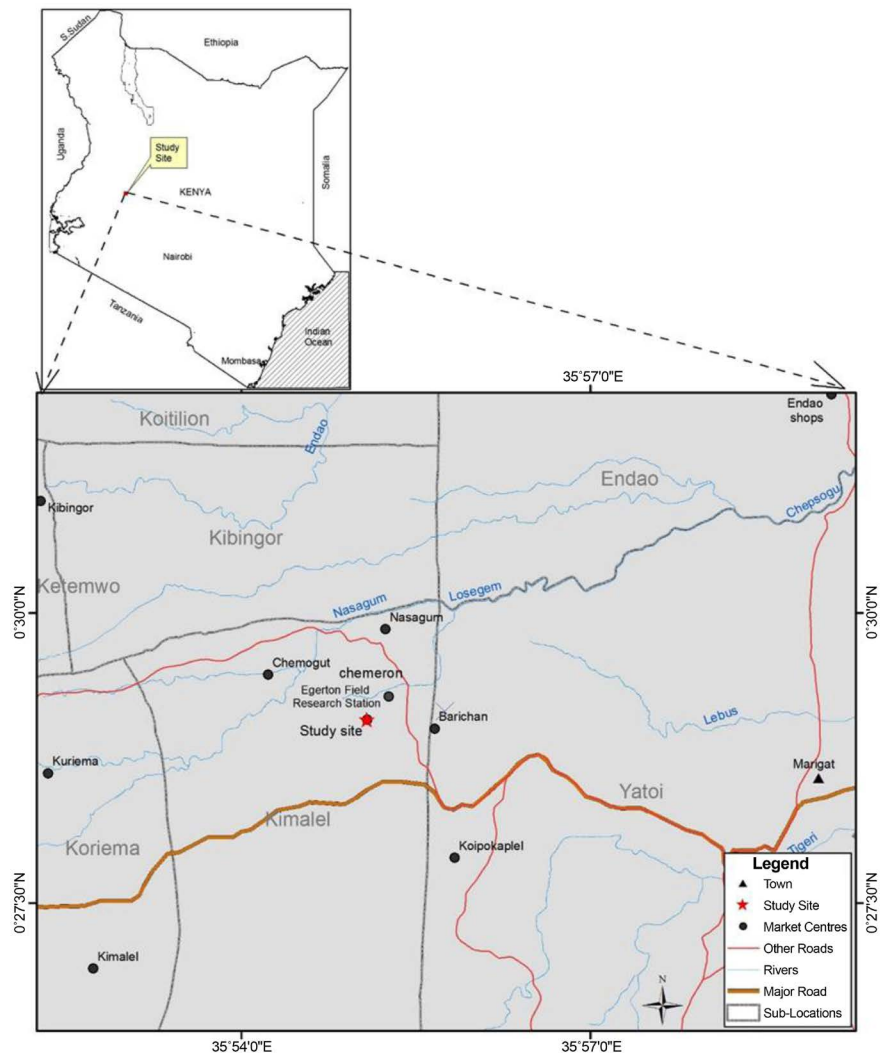 S.Sudan
Ethiopia
Uganda
Study
Site
KENYA
Somalia
Nairobi
Tanzania
Indian
Ocean
Mombasa
35°57'0"E
Endao
shops
Koitilion
Endao
Endao
Chepsogu
Kibingor
Kibingor
Ketemwo
Losegem
Nasagum
0°30'0"N
0°30'0"N
Nasagum
Chemogut
chemeron
Egerton Field
Research Station
Study site
Barichan
Lebus
Kuriema
Marigat
Yatoi
Kimalel
Koriema
Koipokaplel
Tigeri
0°27'30"N
0°27'30"N
Kimalel
Legend
Town
Study Site
Market Centres
Other Roads
Rivers
Major Road
Sub-Locations
N
35°54'0"E
35°57'0"E